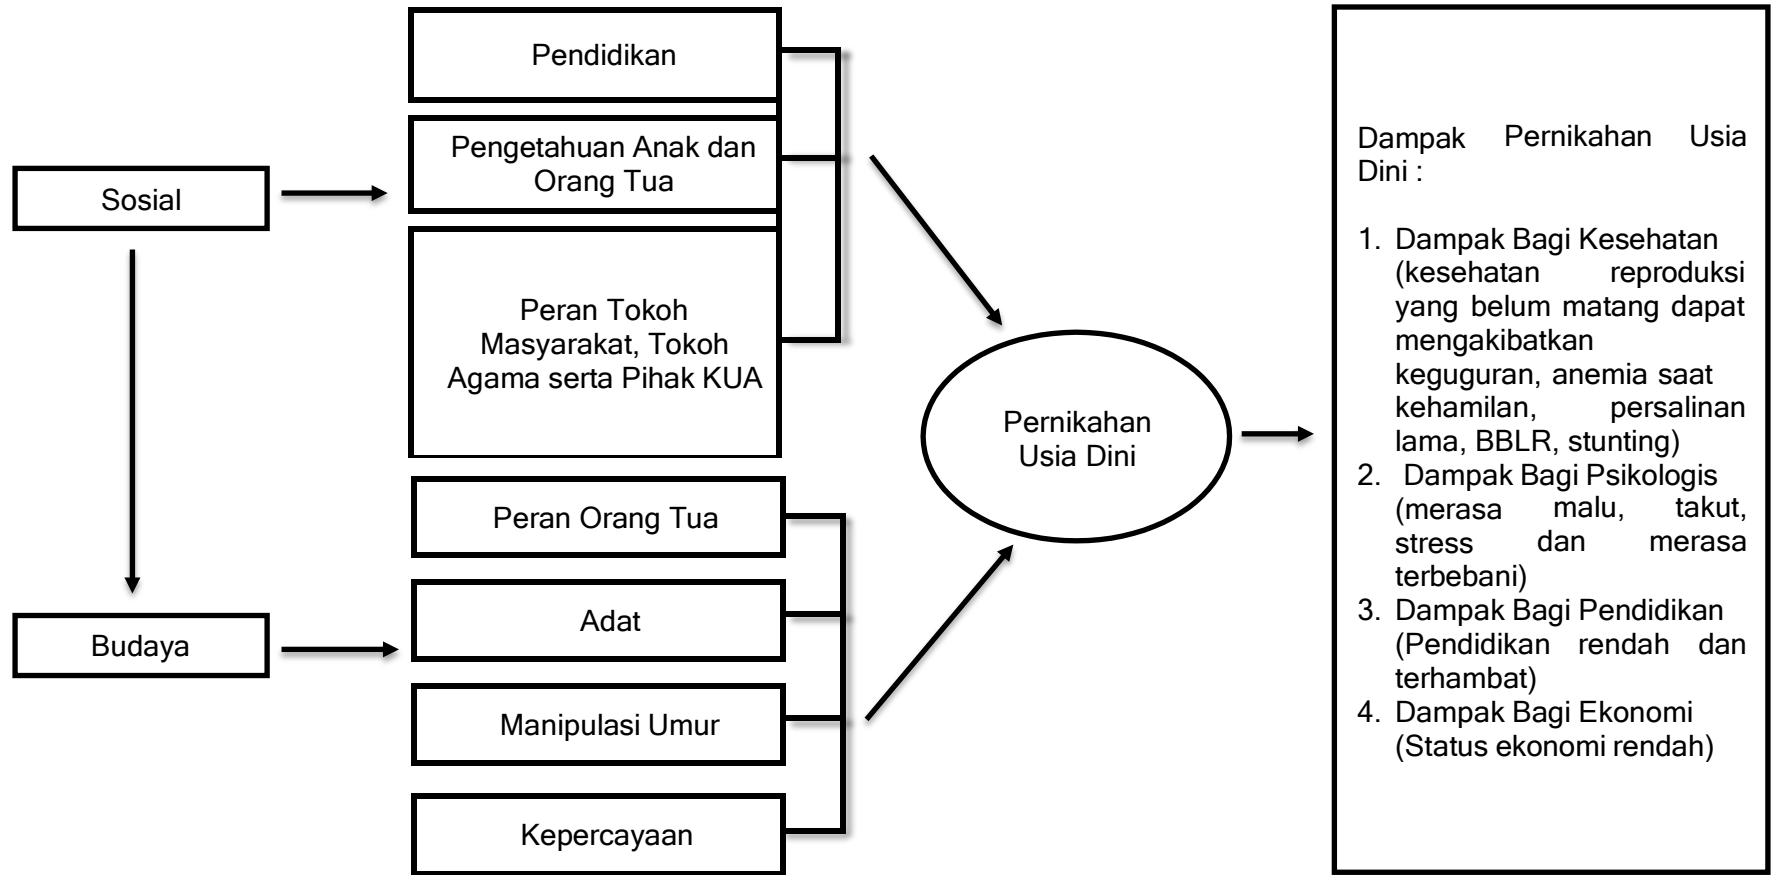 Sosial
Budaya
Pendidikan
Pengetahuan Anak dan
Orang Tua
Peran Tokoh
Masyarakat, Tokoh
Agama serta Pihak KUA
Peran Orang Tua
Adat
Manipulasi Umur
Kepercayaan
Pernikahan
Usia Dini
Dampak Pernikahan Usia
Dini :
1. Dampak Bagi Kesehatan
(kesehatan reproduksi
yang belum matang dapat
mengakibatkan
keguguran, anemia saat
kehamilan, persalinan
lama, BBLR, stunting)
2. Dampak Bagi Psikologis
(merasa malu, takut,
stress dan merasa
terbebani)
3. Dampak Bagi Pendidikan
(Pendidikan rendah dan
terhambat)
4. Dampak Bagi Ekonomi
(Status ekonomi rendah)